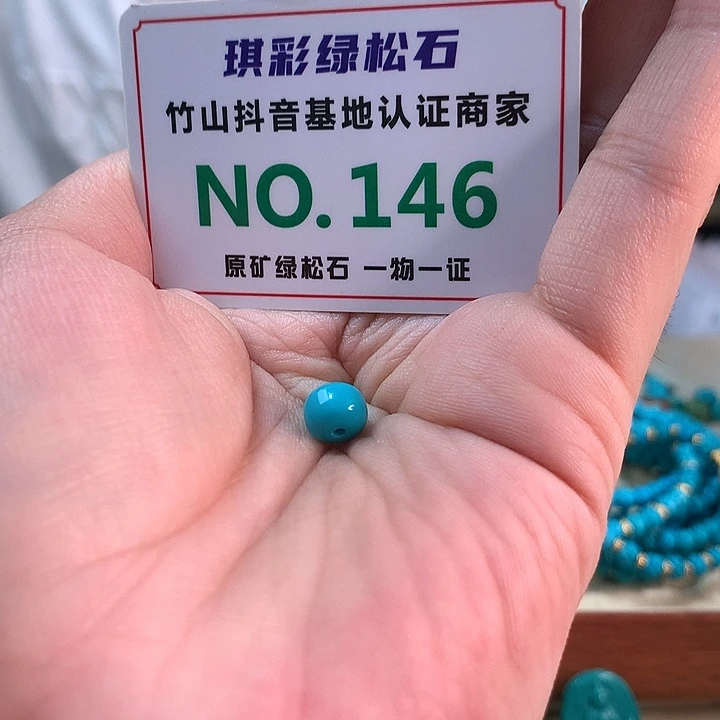 琪彩绿松石
竹山抖音基地认证商家
NO.146
原矿绿松石 一物一证